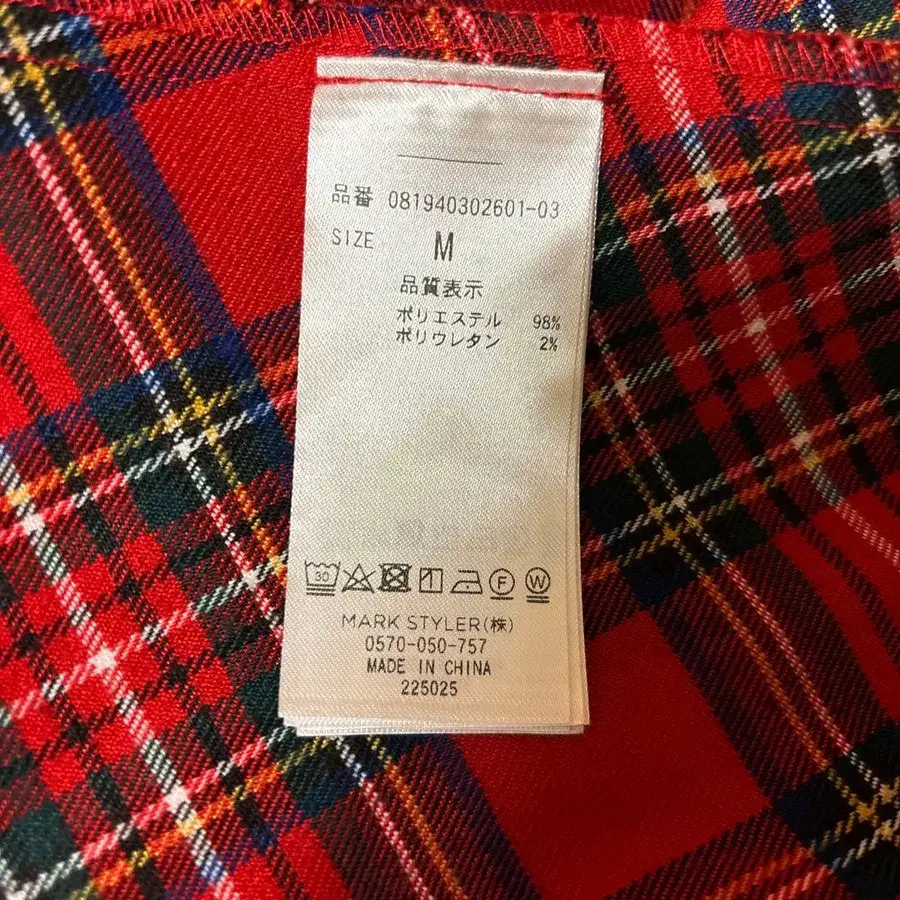 品番 081940302601-03
SIZE M
品質表示
ポリエステル 98%
ポリウレタン 2%
30
F W
MARK STYLER(株)
0570-050-757
MADE IN CHINA
225025